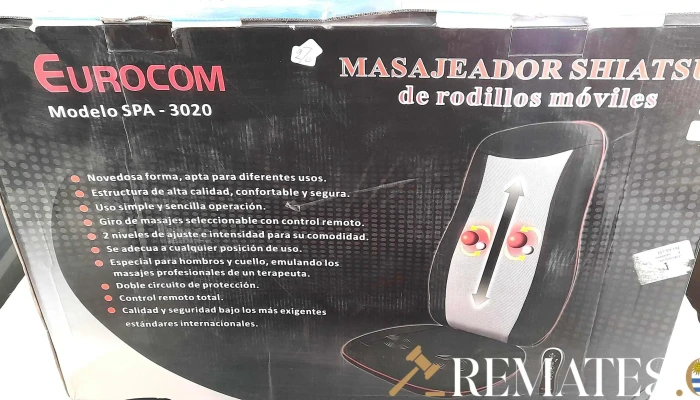 EUROCOM
Modelo SPA - 3020
MASAJEADOR SHIATSU
de rodillos móviles
Novedosa forma, apta para diferentes usos.
Estructura de alta calidad, confortable y segura.
Uso simple y sencilla operación.
Giro de masajes seleccionable con control remoto.
2 niveles de ajuste e intensidad para su comodidad.
Se adecua a cualquier posición de uso.
Especial para hombros y cuello, emulando los
masajes profesionales de un terapeuta.
Doble circuito de protección.
Control remoto total.
Calidad y seguridad bajo los más exigentes
estándares internacionales.
REMATES.